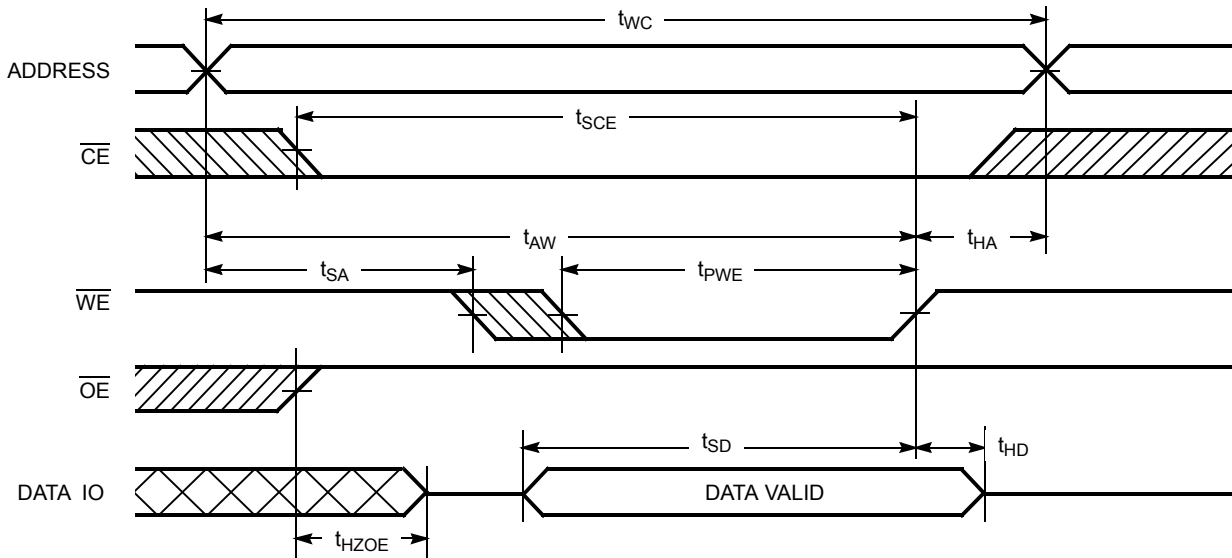 tWC
ADDRESS
tSCE
CE
tAW
tHA
tSA
tPWE
WE
OE
tSD
tHD
DATA IO
DATA VALID
tHZOE